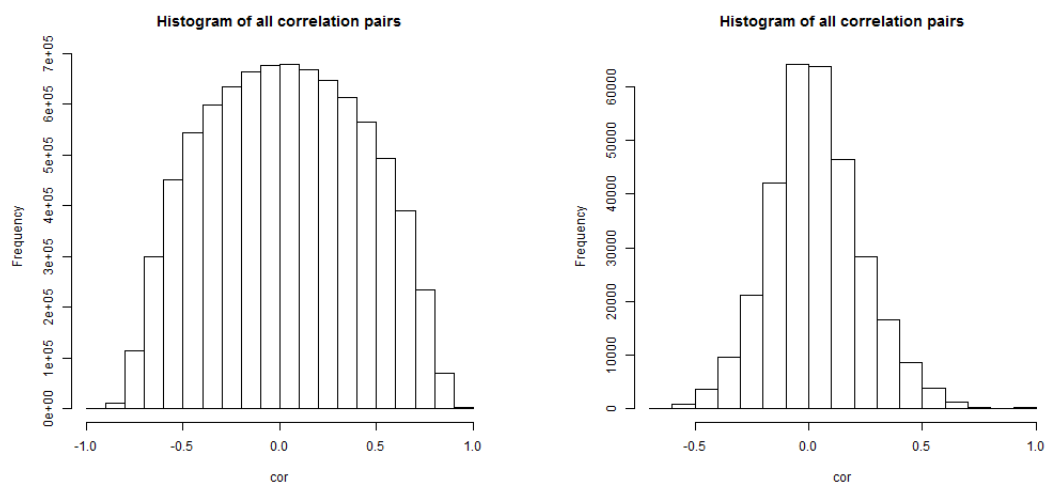 Histogram of all correlation pairs
7e+05
6e+05
5e+05
4e+05
3e+05
2e+05
1e+05
0e+00
Frequency
-1.0 -0.5 0.0 0.5 1.0
cor
Histogram of all correlation pairs
60000
50000
40000
30000
20000
10000
0
Frequency
-0.5 0.0 0.5 1.0
cor